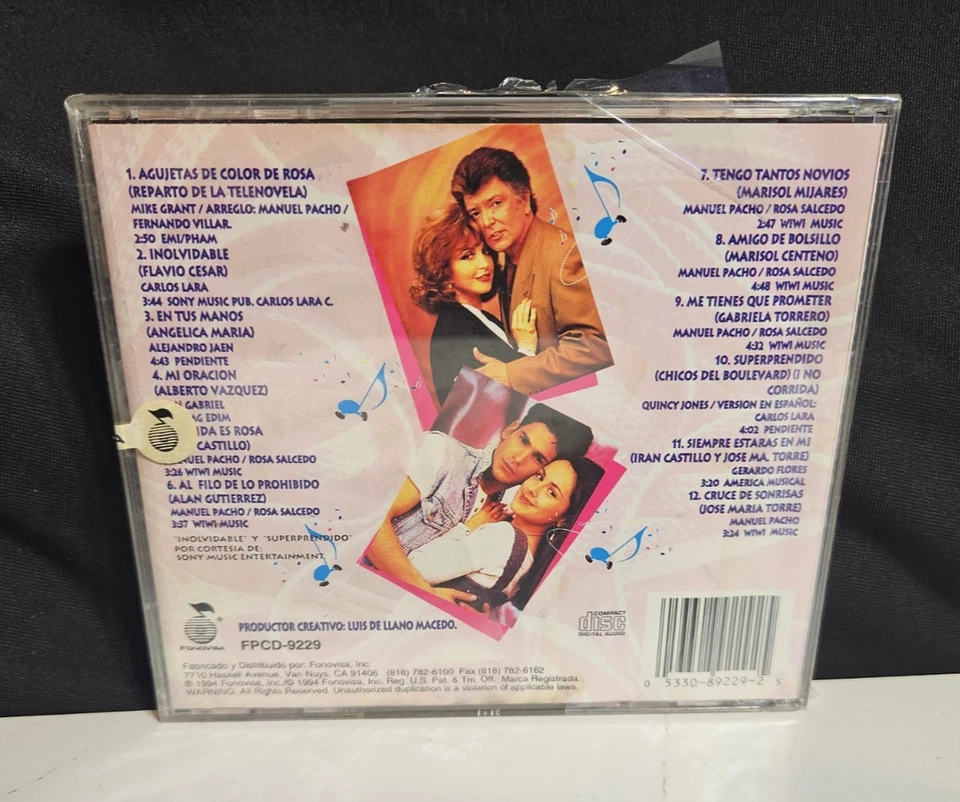 1. AGUJETAS DE COLOR DE ROSA
(REPARTO DE LA TELENOVELA)
MIKE GRANT / ARREGLO: MANUEL PACHO /
FERNANDO VILLAR.
2:50 EMI/PHAM
2. INOLVIDABLE
(FLAVIO CESAR)
CARLOS LARA
3:44 SONY MUSIC PUB. CARLOS LARA C.
3. EN TUS MANOS
(ANGELICA MARIA)
ALEJANDRO JAEN
4:43 PENDIENTE
4. MI ORACION
(ALBERTO VAZQUEZ)
GABRIEL
EDIM
IDA ES ROSA
CASTILLO)
MANUEL PACHO / ROSA SALCEDO
3:26 WIWI MUSIC
6. AL FILO DE LO PROHIBIDO
(ALAN GUTIERREZ)
MANUEL PACHO / ROSA SALCEDO
3:37 WIWI MUSIC
"INOLVIDABLE" Y "SUPERPRENDIDO"
POR CORTESIA DE:
SONY MUSIC ENTERTAINMENT
7. TENGO TANTOS NOVIOS
(MARISOL MIJARES)
MANUEL PACHO / ROSA SALCEDO
2:47 WIWI MUSIC
8. AMIGO DE BOLSILLO
(MARISOL CENTENO)
MANUEL PACHO / ROSA SALCEDO
4:48 WIWI MUSIC
9. ME TIENES QUE PROMETER
(GABRIELA TORRERO)
MANUEL PACHO / ROSA SALCEDO
4:32 WIWI MUSIC
10. SUPERPRENDIDO
(CHICOS DEL BOULEVARD) (I NO
CORRIDA)
QUINCY JONES / VERSION EN ESPAÑOL:
CARLOS LARA
4:02 PENDIENTE
11. SIEMPRE ESTARAS EN MI
(IRAN CASTILLO Y JOSE MA. TORRE)
GERARDO FLORES
3:20 AMERICA MUSICAL
12. CRUCE DE SONRISAS
(JOSE MARIA TORRE)
MANUEL PACHO
3:24 WIWI MUSIC
FONOVISA
PRODUCTOR CREATIVO: LUIS DE LLANO MACEDO.
FPCD-9229
COMPACT
disc
DIGITAL AUDIO
Fabricado y Distribuido por: Fonovisa, Inc.
7710 Haskell Avenue, Van Nuys, CA 91406 (818) 782-6100 Fax (818) 782-6162
℗ 1994 Fonovisa, Inc./© 1994 Fonovisa, Inc. Reg. U.S. Pat. & Tm. Off. Marca Registrada.
WARNING: All Rights Reserved. Unauthorized duplication is a violation of applicable laws.
0 5330-89229-2 5